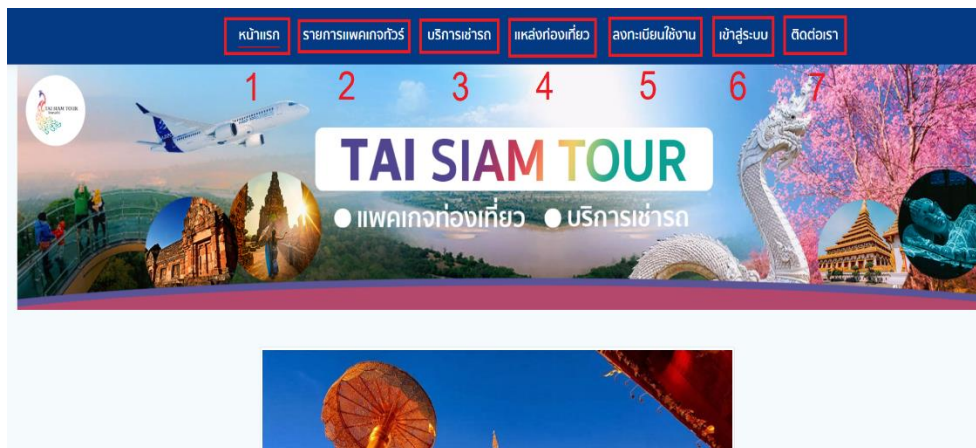 หน้าแรก รายการแพคเกจทัวร์ บริการเช่ารถ แหล่งท่องเที่ยว ลงทะเบียนใช้งาน เข้าสู่ระบบ ติดต่อเรา
1 2 3 4 5 6 7
TAI SIAM TOUR
TAI SIAM TOUR
● แพคเกจท่องเที่ยว ● บริการเช่ารถ